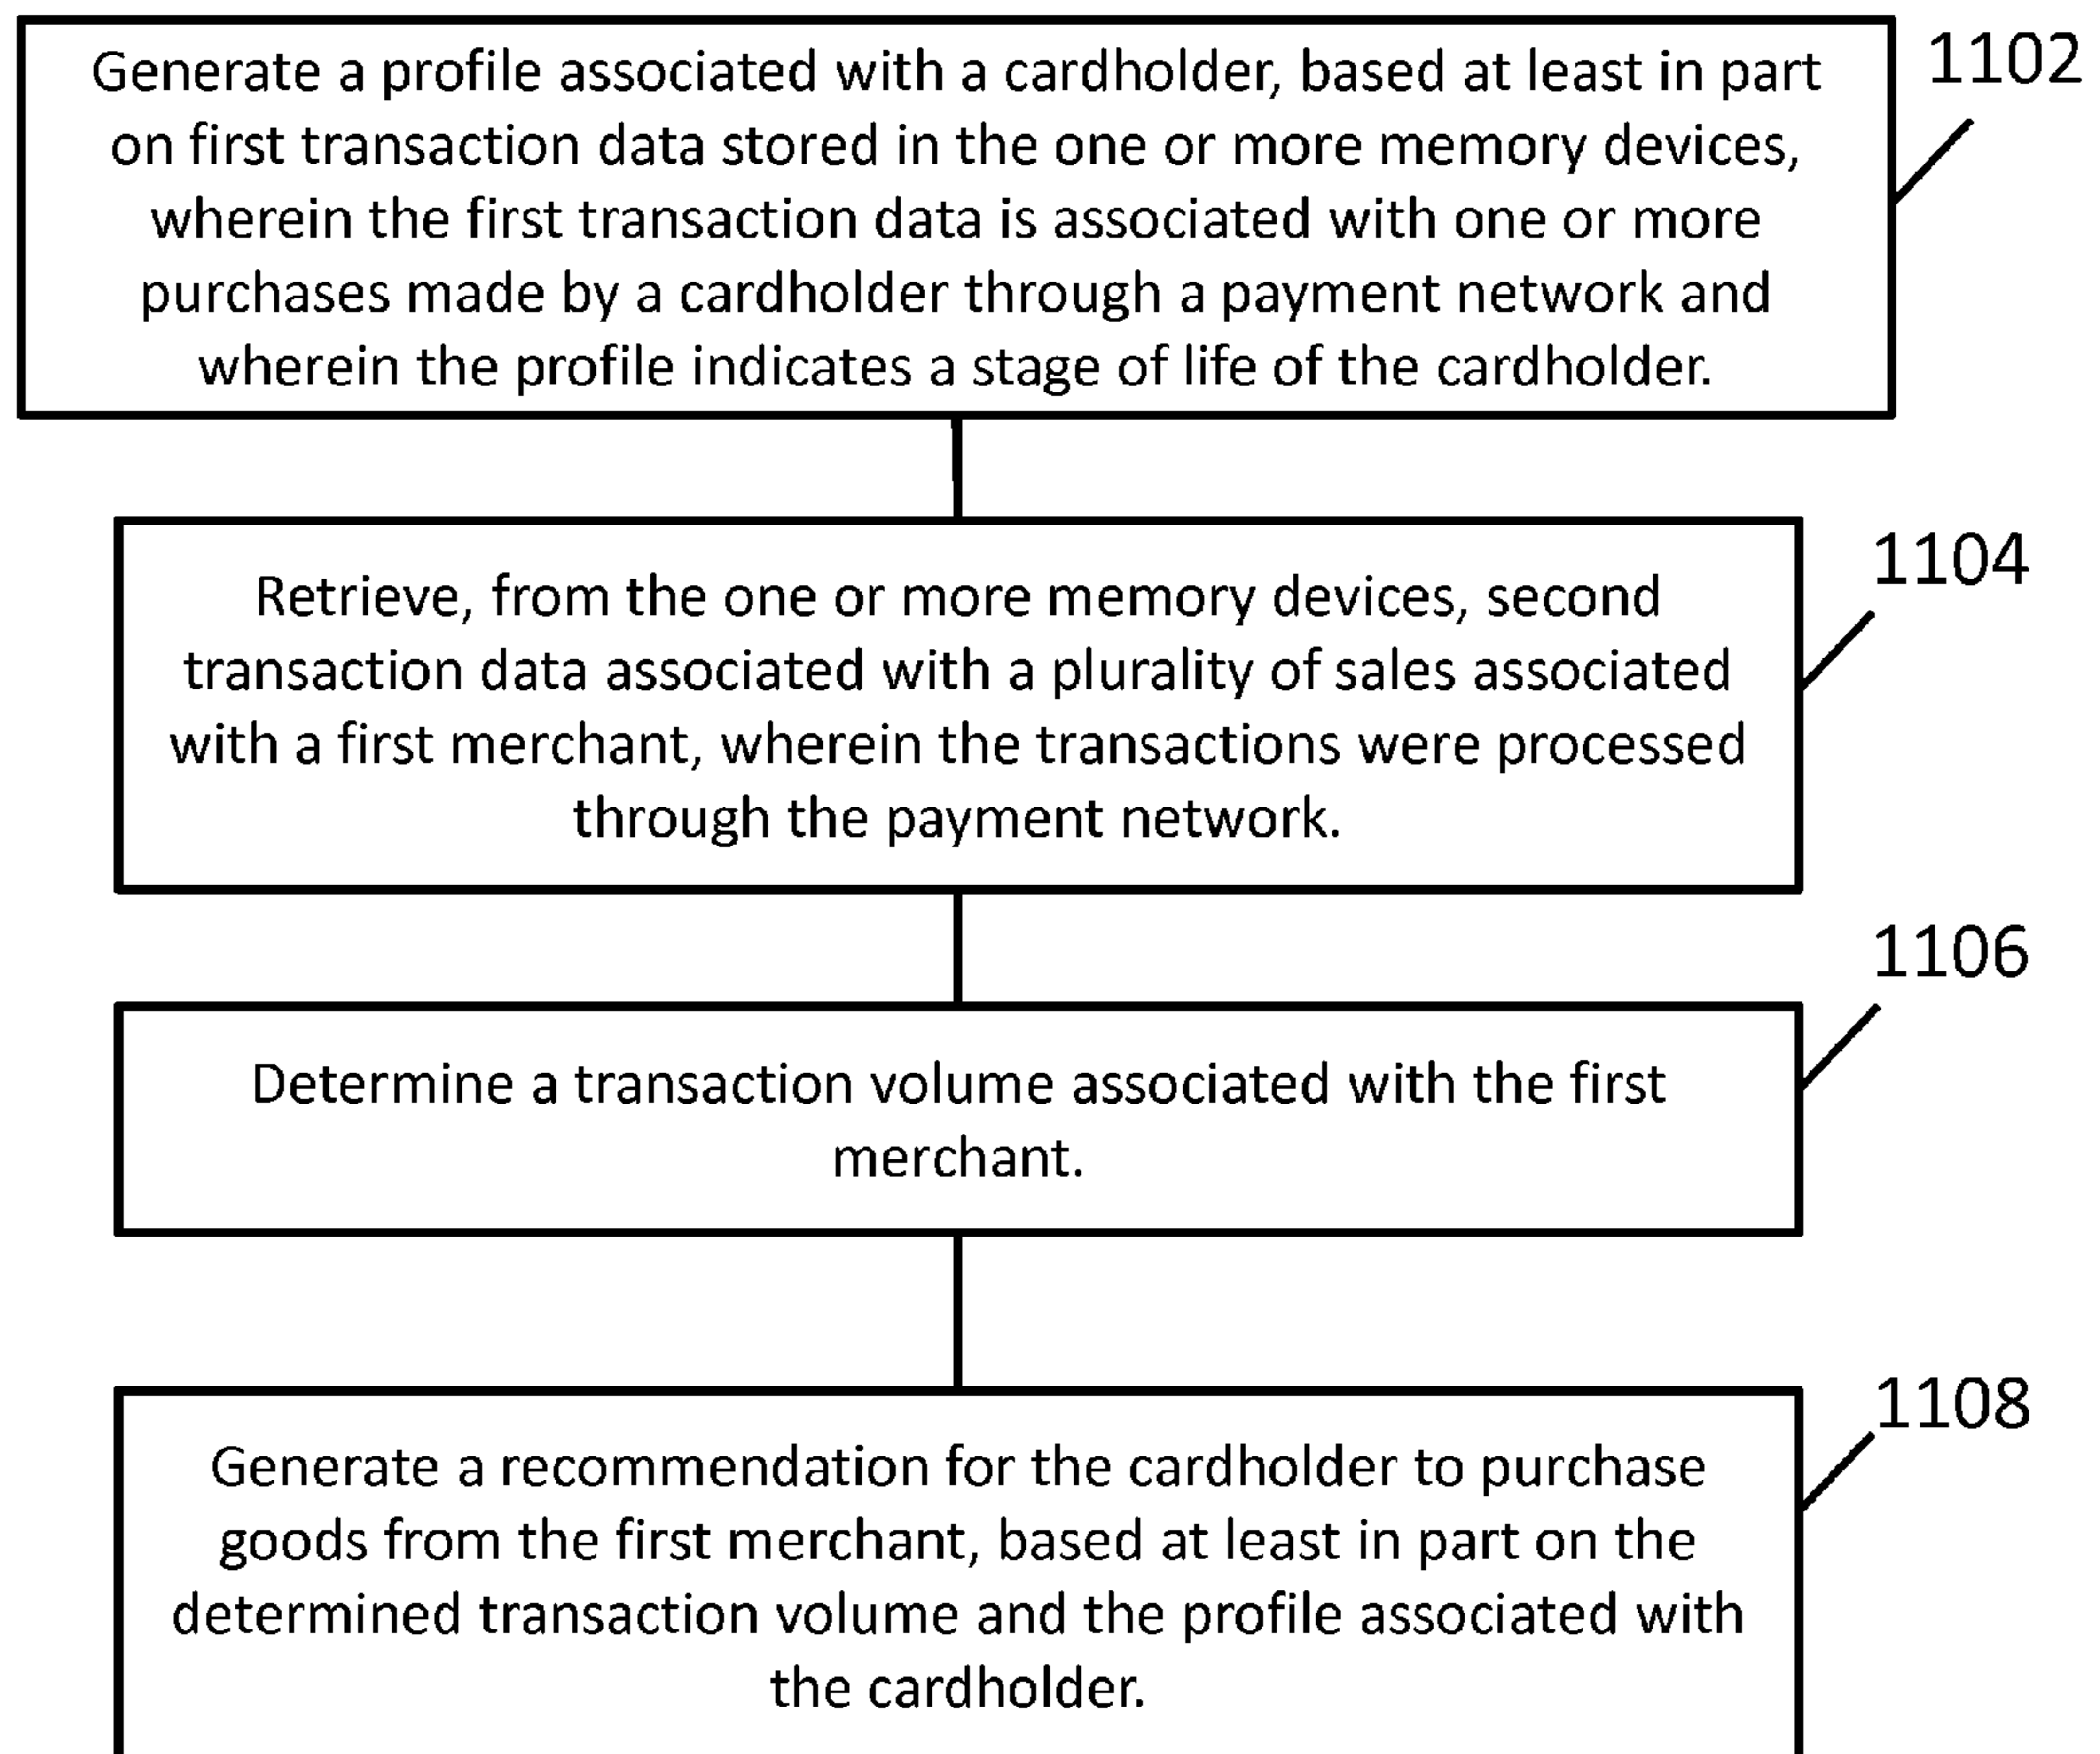 Generate a profile associated with a cardholder, based at least in part
on first transaction data stored in the one or more memory devices,
wherein the first transaction data is associated with one or more
purchases made by a cardholder through a payment network and
wherein the profile indicates a stage of life of the cardholder.
1102
Retrieve, from the one or more memory devices, second
transaction data associated with a plurality of sales associated
with a first merchant, wherein the transactions were processed
through the payment network.
1104
Determine a transaction volume associated with the first
merchant.
1106
Generate a recommendation for the cardholder to purchase
goods from the first merchant, based at least in part on the
determined transaction volume and the profile associated with
the cardholder.
1108